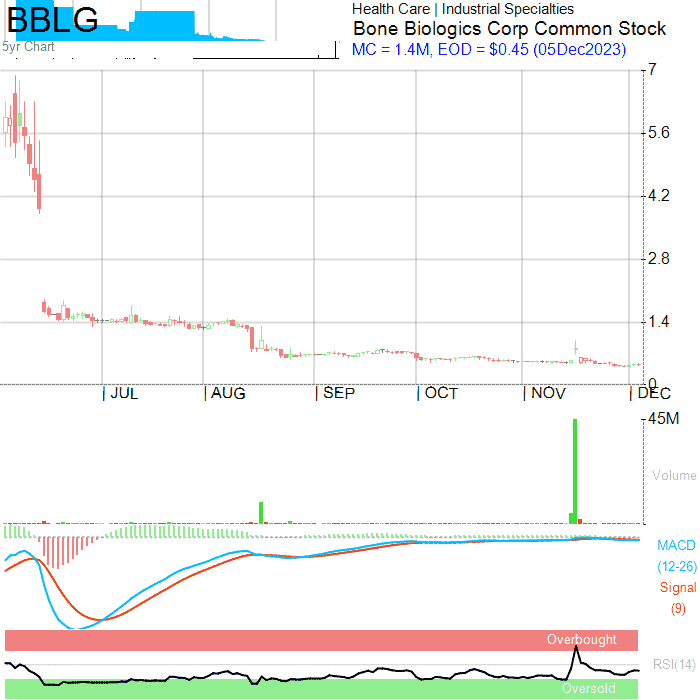 BBLG
5yr Chart
Health Care | Industrial Specialties
Bone Biologics Corp Common Stock
MC = 1.4M, EOD = $0.45 (05Dec2023)
7
5.6
4.2
2.8
1.4
0
JUL
AUG
SEP
OCT
NOV
DEC
45M
Volume
MACD
(12-26)
Signal
(9)
Overbought
RSI(14)
Oversold